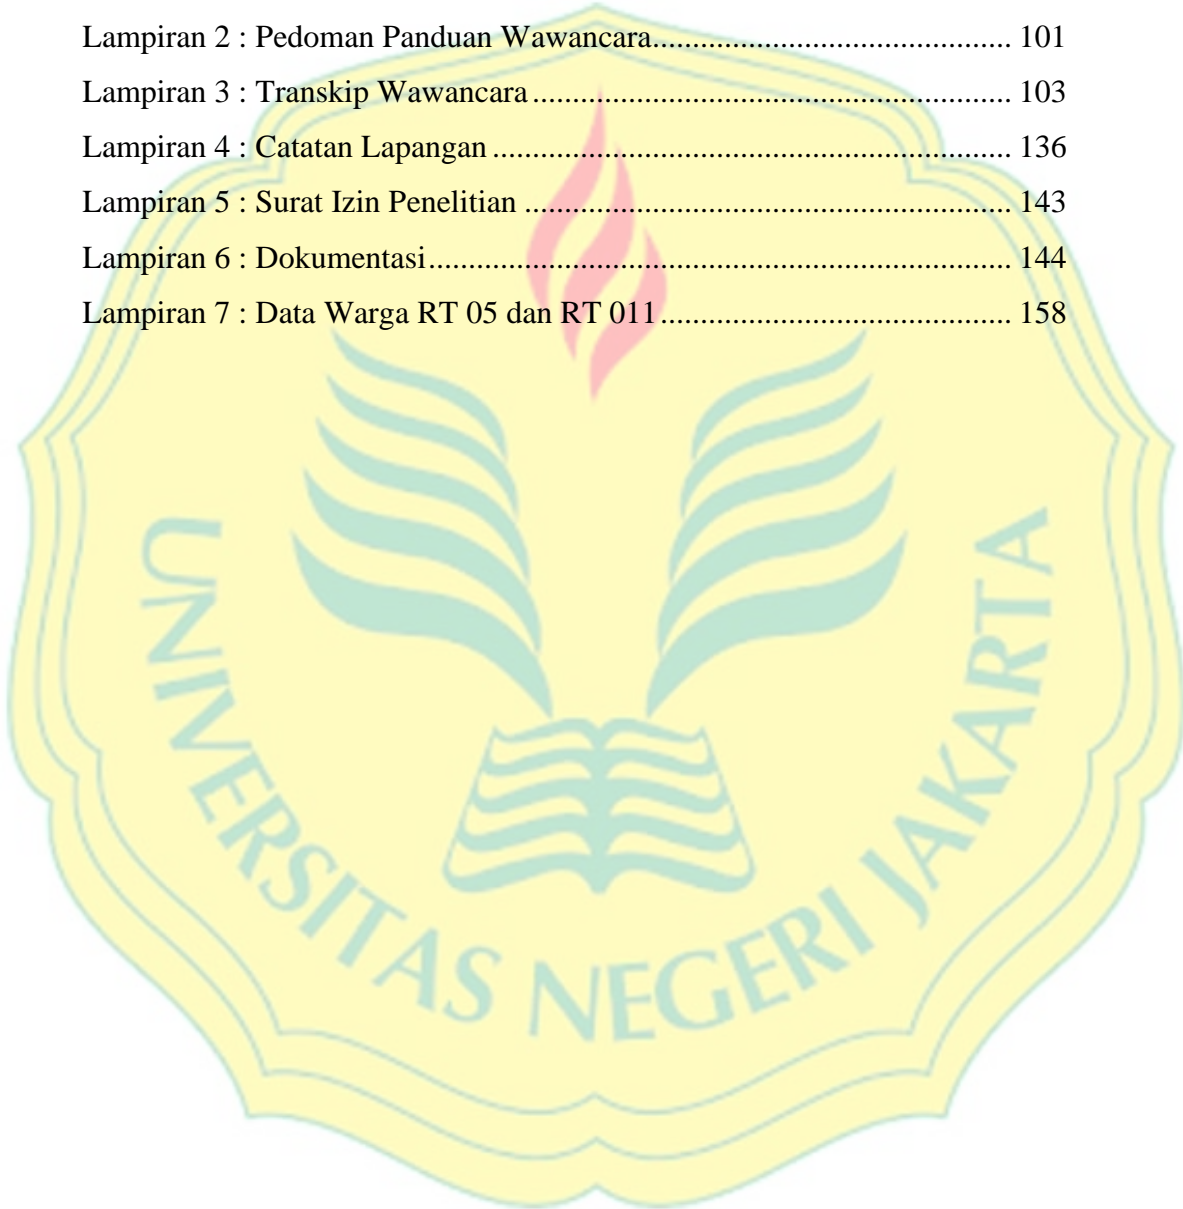 Lampiran 2 : Pedoman Panduan Wawancara............................................ 101
Lampiran 3 : Transkip Wawancara........................................................... 103
Lampiran 4 : Catatan Lapangan ................................................................ 136
Lampiran 5 : Surat Izin Penelitian ............................................................ 143
Lampiran 6 : Dokumentasi........................................................................ 144
Lampiran 7 : Data Warga RT 05 dan RT 011........................................... 158
UNIVERSITAS NEGERI JAKARTA